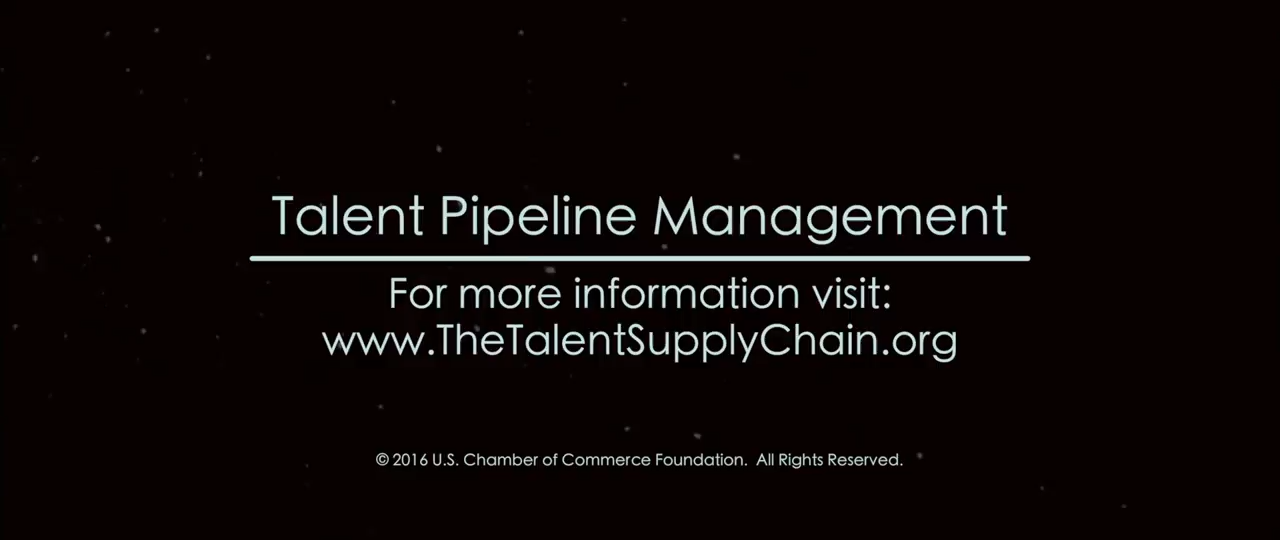 Talent Pipeline Management
For more information visit:
www.TheTalentSupplyChain.org
© 2016 U.S. Chamber of Commerce Foundation.  All Rights Reserved.